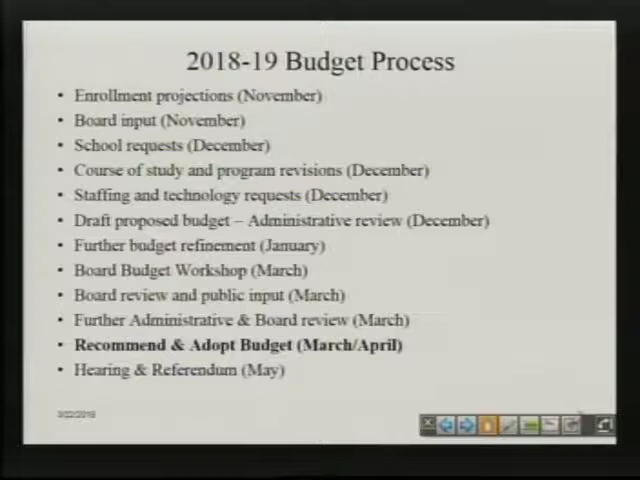 2018-19 Budget Process
• Enrollment projections (November)
• Board input (November)
• School requests (December)
• Course of study and program revisions (December)
• Staffing and technology requests (December)
• Draft proposed budget – Administrative review (December)
• Further budget refinement (January)
• Board Budget Workshop (March)
• Board review and public input (March)
• Further Administrative & Board review (March)
• Recommend & Adopt Budget (March/April)
• Hearing & Referendum (May)
3/22/2018